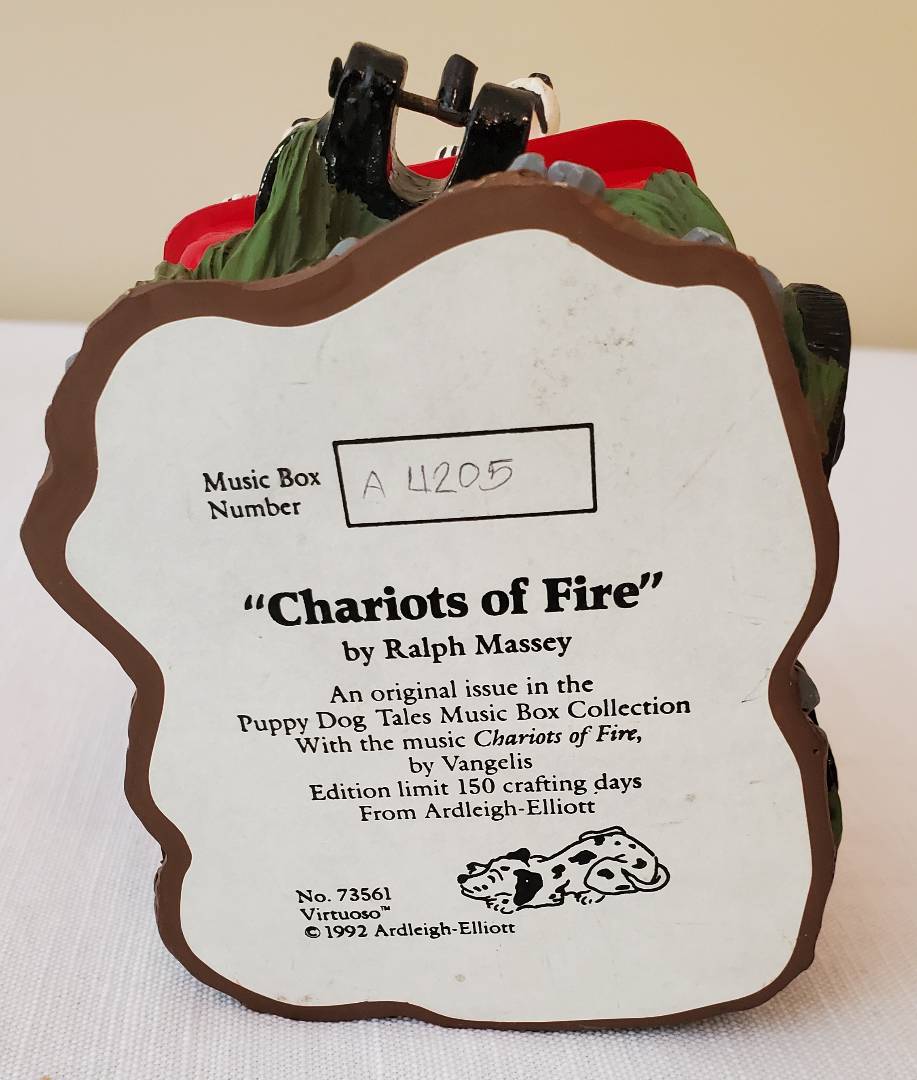 Music Box
Number
A 4205
“Chariots of Fire”
by Ralph Massey
An original issue in the
Puppy Dog Tales Music Box Collection
With the music Chariots of Fire,
by Vangelis
Edition limit 150 crafting days
From Ardleigh-Elliott
No. 73561
Virtuoso™
© 1992 Ardleigh-Elliott